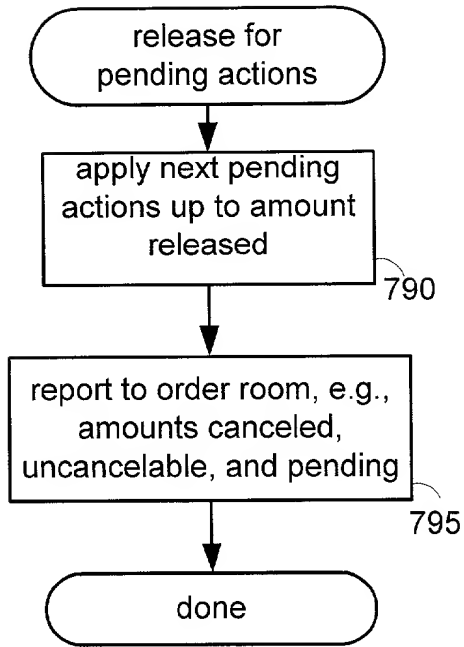 release for
pending actions
apply next pending
actions up to amount
released
790
report to order room, e.g.,
amounts canceled,
uncancelable, and pending
795
done